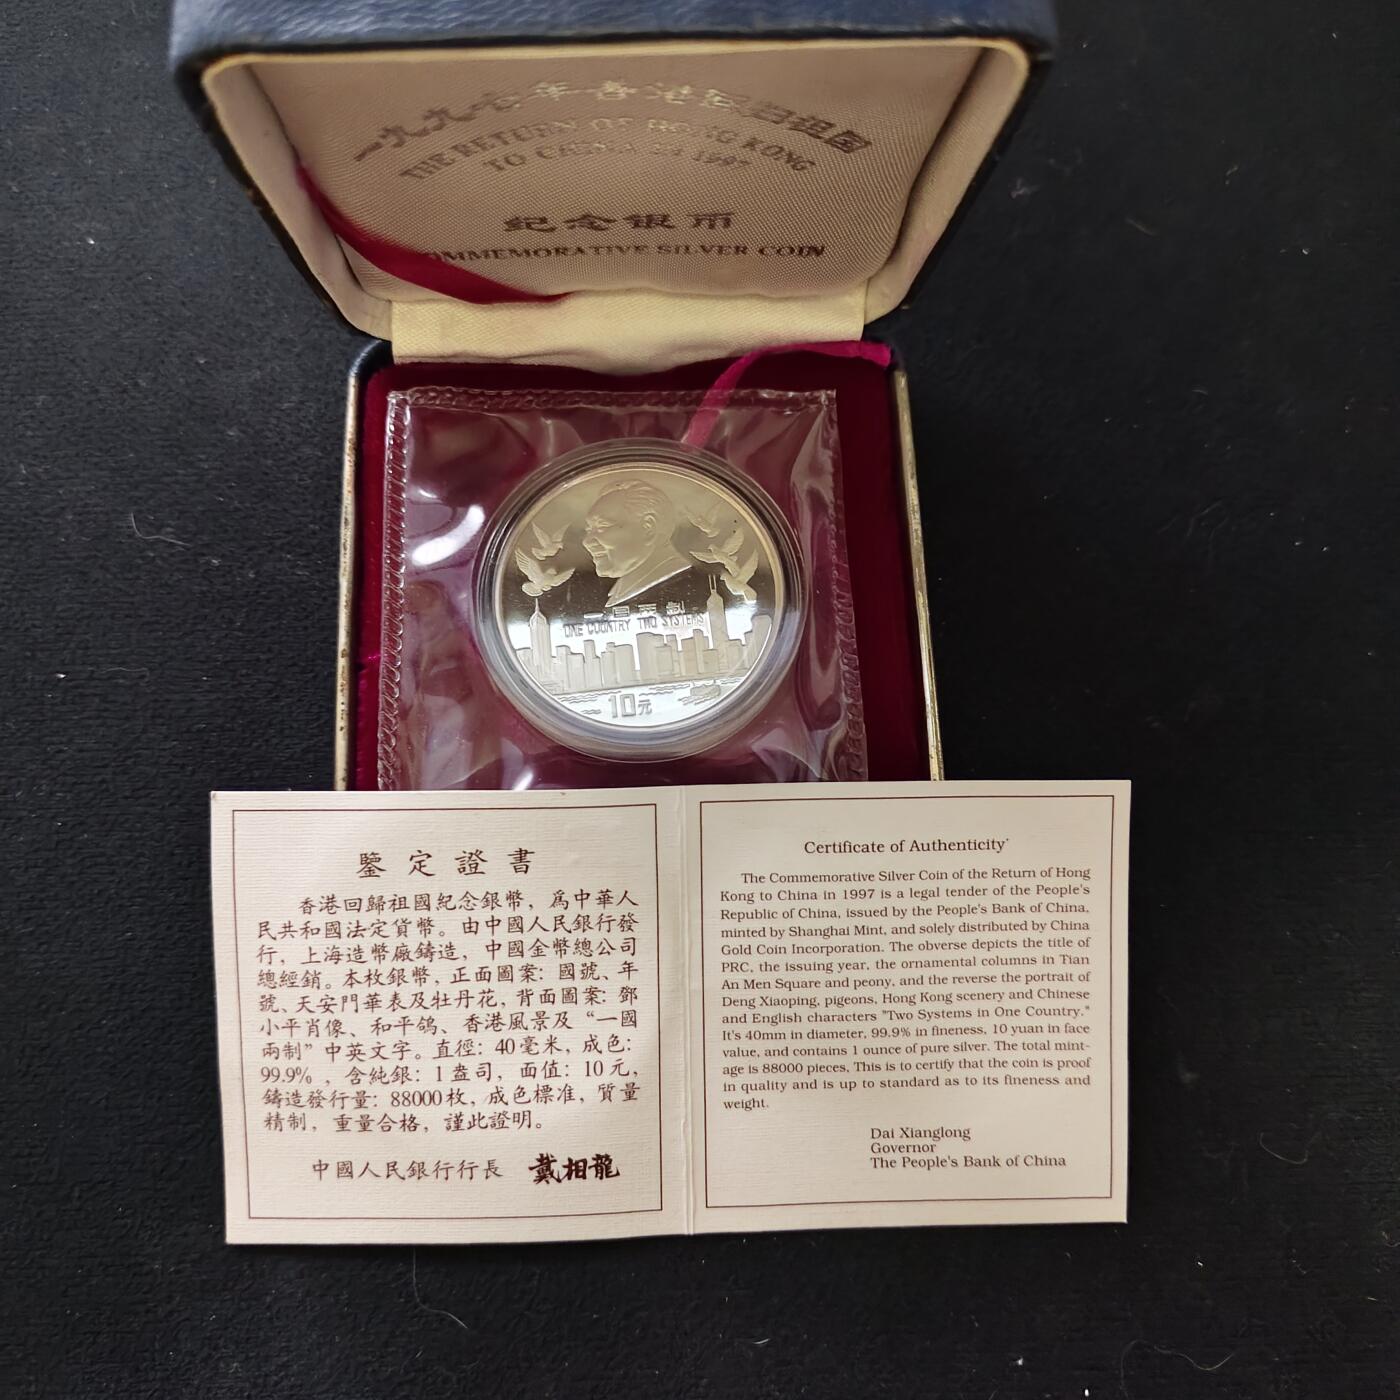 一九九七年香港回归祖国
THE RETURN OF HONG KONG
TO CHINA IN 1997
纪念银币
COMMEMORATIVE SILVER COIN
一国两制
ONE COUNTRY TWO SYSTEMS
10元
鑒定證書
香港回歸祖國紀念銀幣，爲中華人
民共和國法定貨幣。由中國人民銀行發
行，上海造幣廠鑄造，中國金幣總公司
總經銷。本枚銀幣，正面圖案：國號、年
號、天安門華表及牡丹花，背面圖案：鄧
小平肖像、和平鴿、香港風景及“一國
兩制”中英文字。直徑：40毫米，成色：
99.9%，含純銀：1盎司，面值：10元，
鑄造發行量：88000枚，成色標准，質量
精制，重量合格，謹此證明。
中國人民銀行行長 戴相龍
Certificate of Authenticity
The Commemorative Silver Coin of the Return of Hong
Kong to China in 1997 is a legal tender of the People's
Republic of China, issued by the People's Bank of China,
minted by Shanghai Mint, and solely distributed by China
Gold Coin Incorporation. The obverse depicts the title of
PRC, the issuing year, the ornamental columns in Tian
An Men Square and peony, and the reverse the portrait of
Deng Xiaoping, pigeons, Hong Kong scenery and Chinese
and English characters "Two Systems in One Country."
It's 40mm in diameter, 99.9% in fineness, 10 yuan in face
value, and contains 1 ounce of pure silver. The total mint-
age is 88000 pieces, This is to certify that the coin is proof
in quality and is up to standard as to its fineness and
weight.
Dai Xianglong
Governor
The People's Bank of China